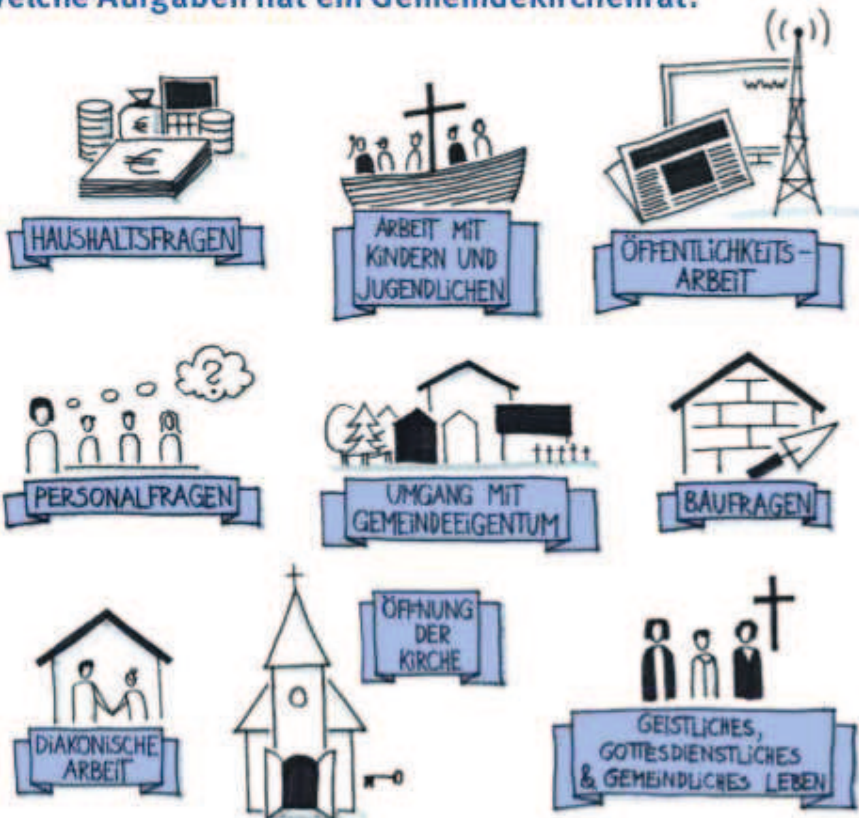 Welche Aufgaben hat ein Gemeindekirchenrat?
www
€
€
HAUSHALTSFRAGEN
ARBEIT MIT
KINDERN UND
JUGENDLICHEN
ÖFFENTLICHKEITS-
ARBEIT
?
PERSONALFRAGEN
UMGANG MIT
GEMEINDEEIGENTUM
BAUFRAGEN
ÖFFNUNG
DER
KIRCHE
DIAKONISCHE
ARBEIT
GEISTLICHES,
GOTTESDIENSTLICHES
& GEMEINDLICHES LEBEN